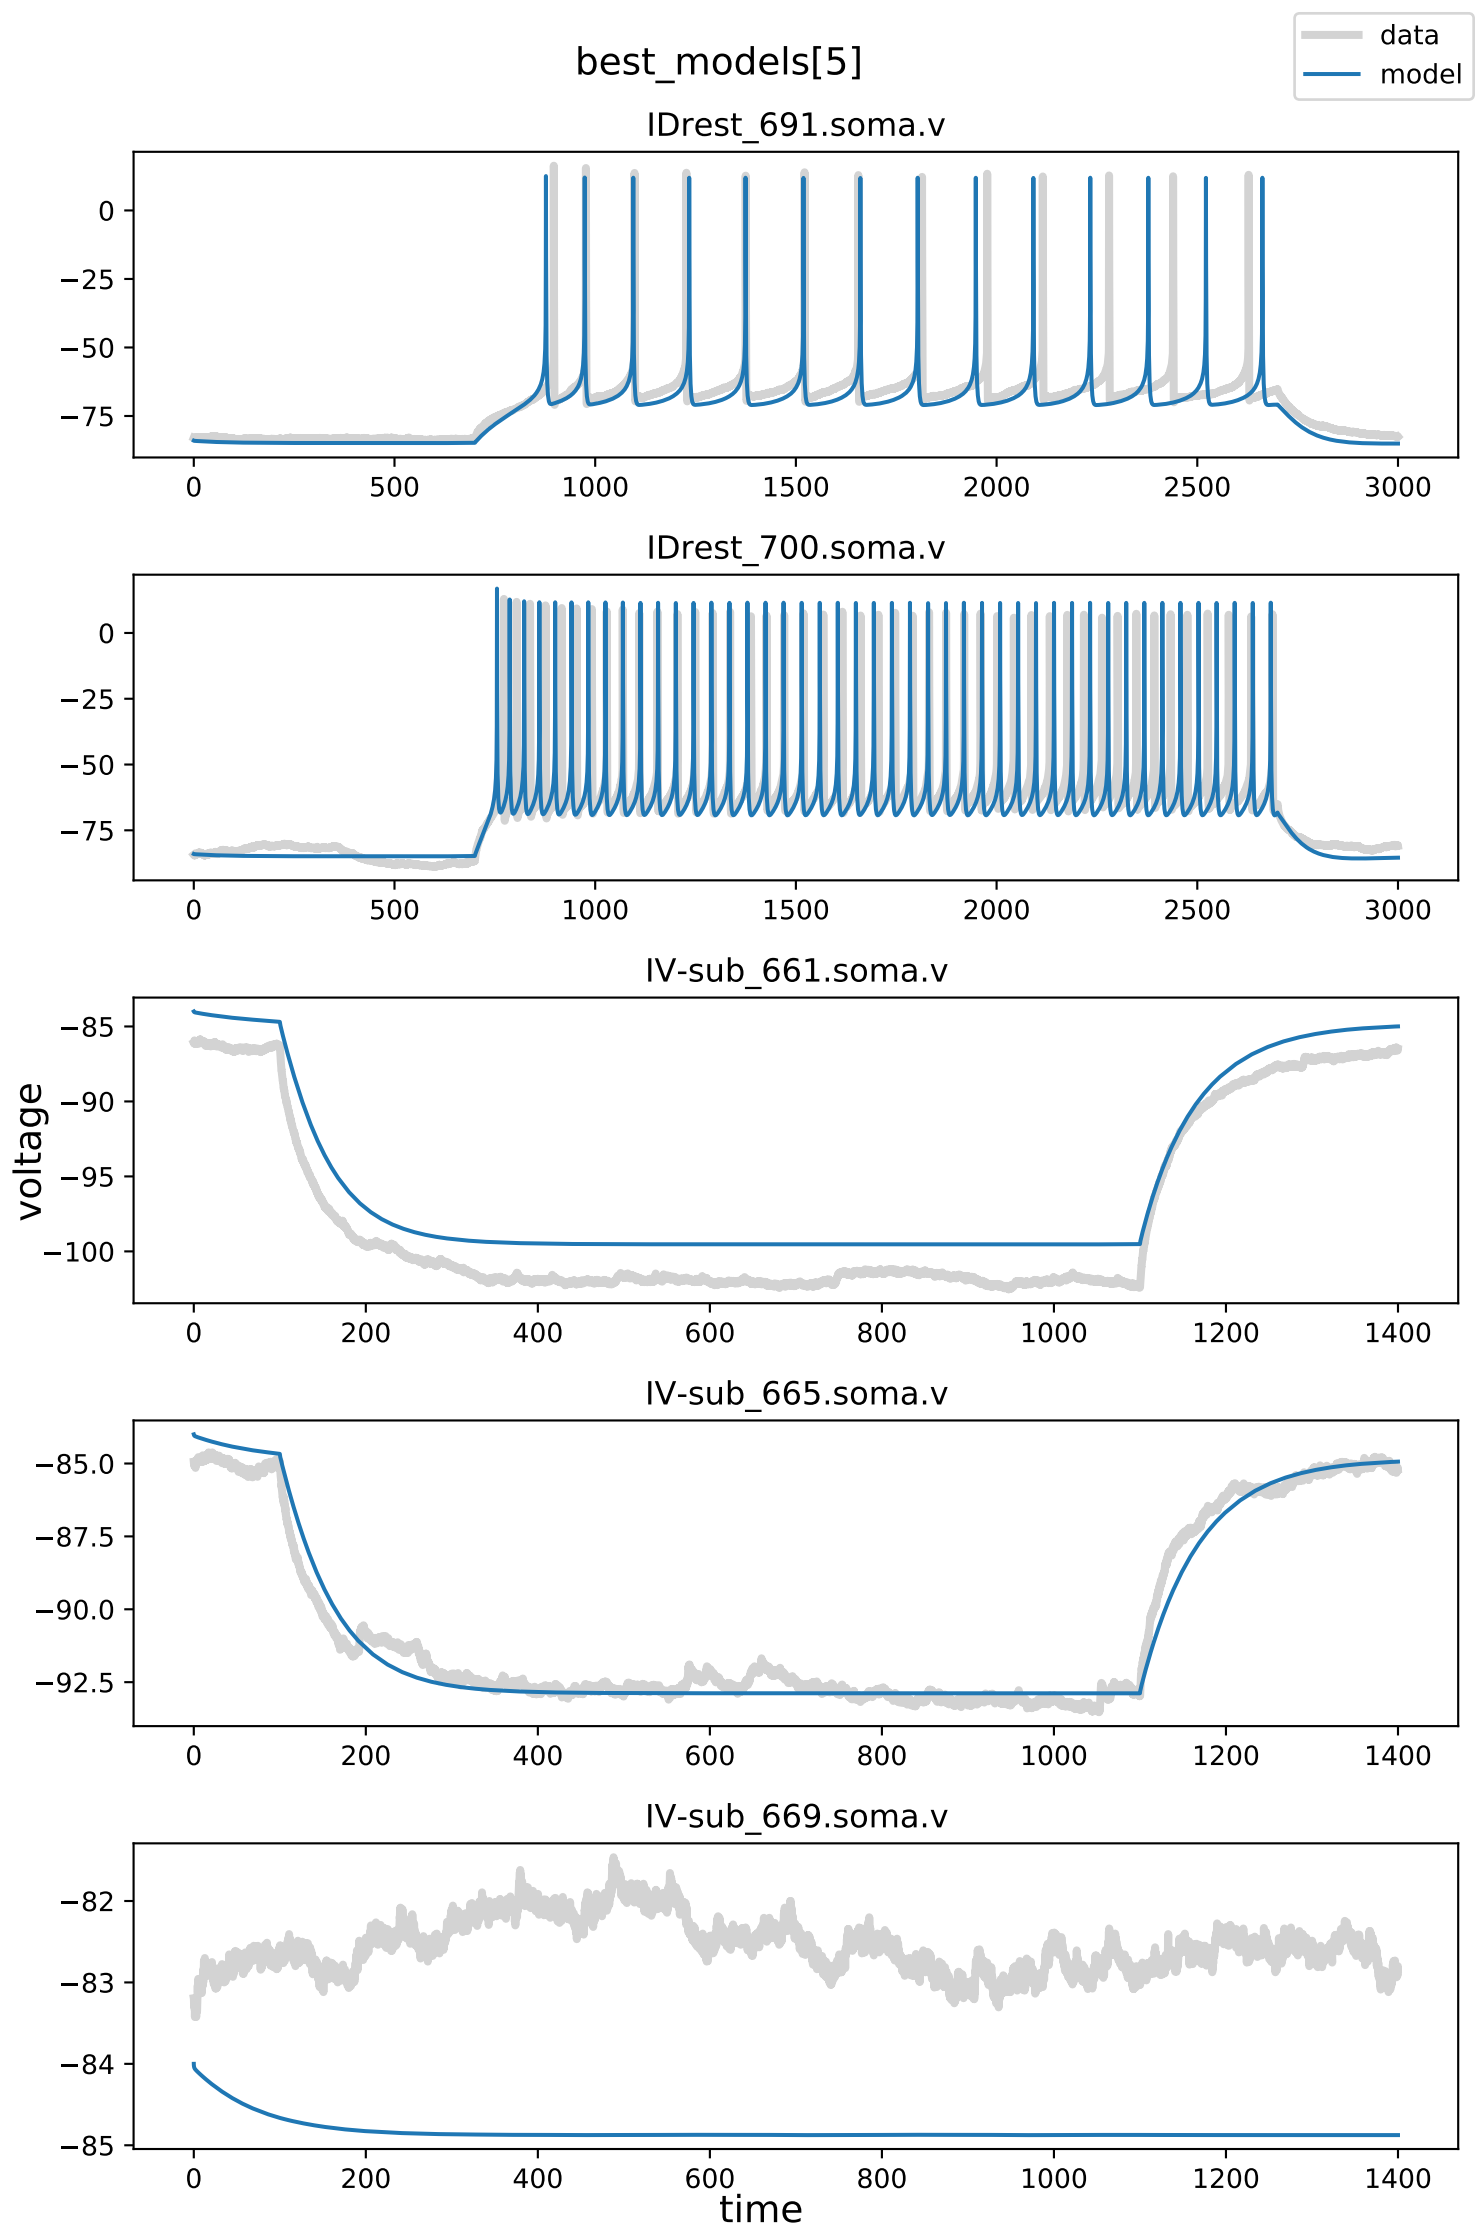 data
model
best_models[5]
IDrest_691.soma.v
0
−25
−50
−75
0 500 1000 1500 2000 2500 3000
IDrest_700.soma.v
0
−25
−50
−75
0 500 1000 1500 2000 2500 3000
IV-sub_661.soma.v
−85
−90
−95
−100
0 200 400 600 800 1000 1200 1400
voltage
IV-sub_665.soma.v
−85.0
−87.5
−90.0
−92.5
0 200 400 600 800 1000 1200 1400
IV-sub_669.soma.v
−82
−83
−84
−85
0 200 400 600 800 1000 1200 1400
time